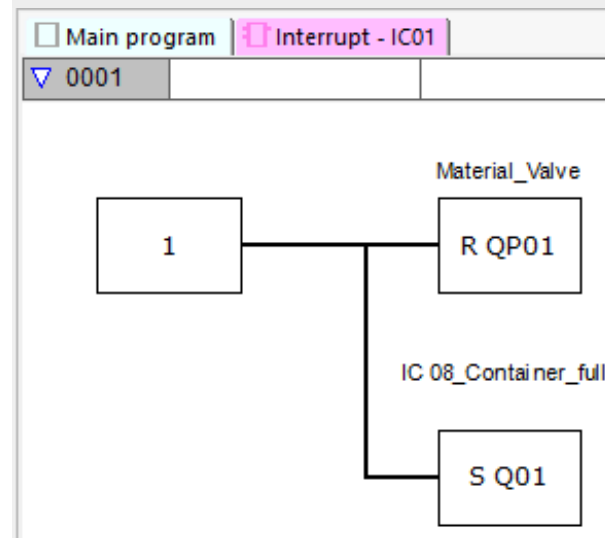 Main program Interrupt - IC01
0001
Material_Valve
1 R QP01
IC 08_Container_full
S Q01